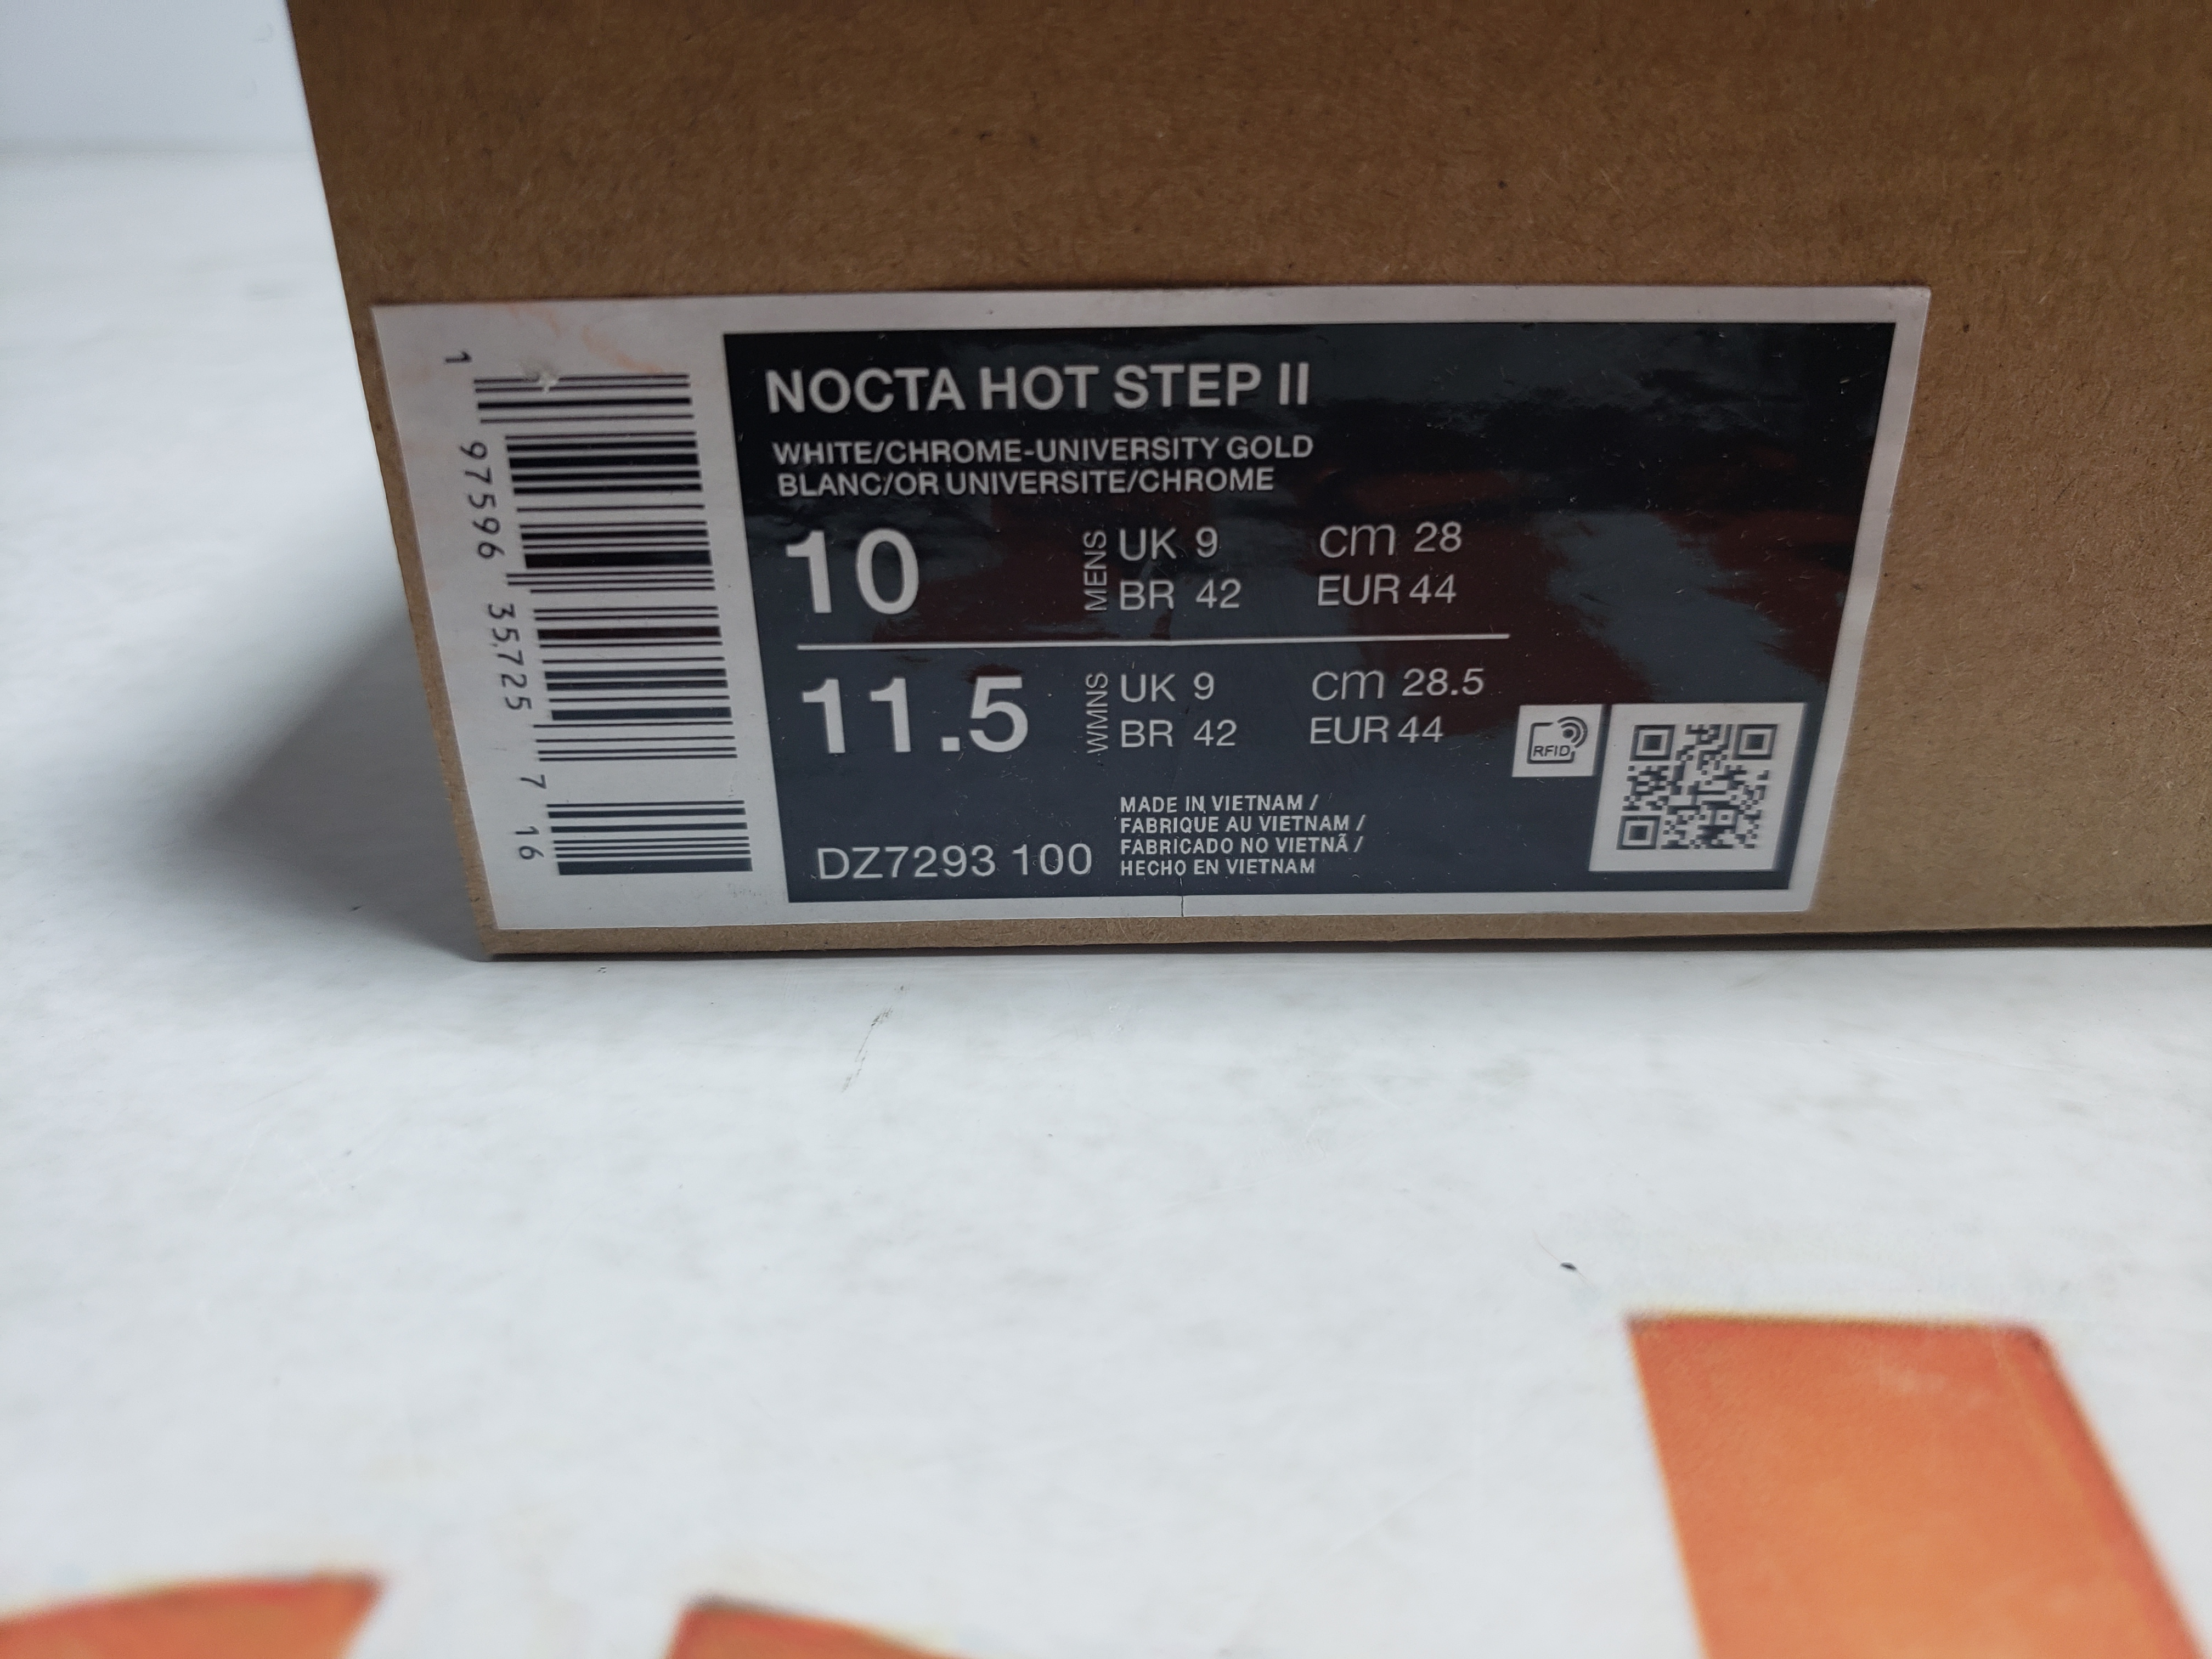 NOCTA HOT STEP II
WHITE/CHROME-UNIVERSITY GOLD
BLANC/OR UNIVERSITE/CHROME
10 MENS UK 9 cm 28
BR 42 EUR 44
11.5 WMNS UK 9 cm 28.5
BR 42 EUR 44
MADE IN VIETNAM /
FABRIQUE AU VIETNAM /
FABRICADO NO VIETNÃ /
HECHO EN VIETNAM
DZ7293 100
RFID
1 97596 35725 7 16